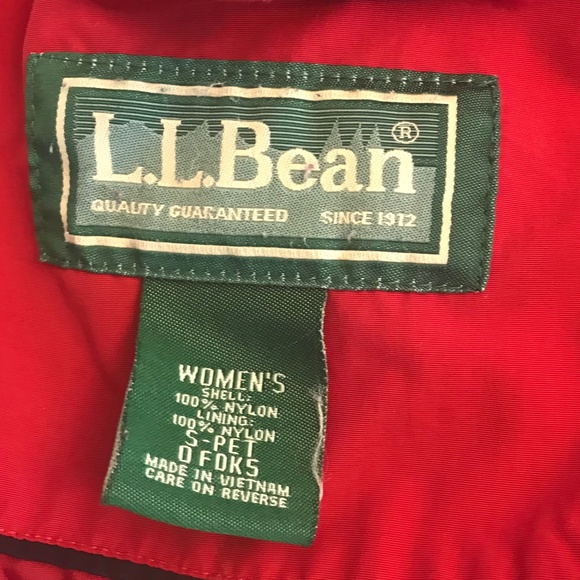 L.L.Bean®
QUALITY GUARANTEED SINCE 1912
WOMEN'S
SHELL:
100% NYLON
LINING:
100% NYLON
S-PET
0FDK5
MADE IN VIETNAM
CARE ON REVERSE